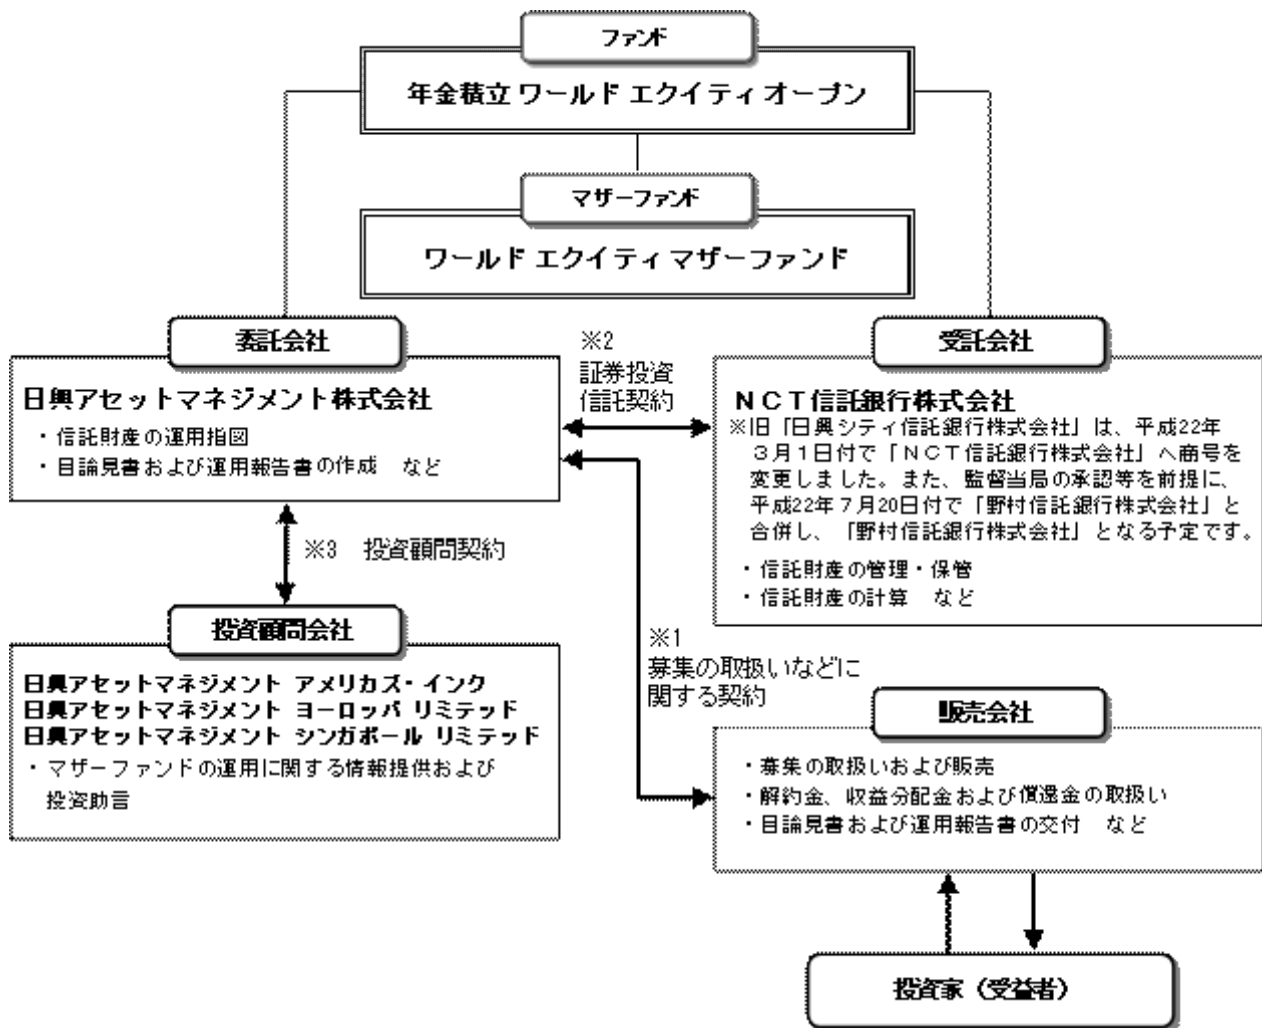 ファンド
年金積立 ワールド エクイティ オープン
マザーファンド
ワールド エクイティ マザーファンド
委託会社
日興アセットマネジメント株式会社
・信託財産の運用指図
・目論見書および運用報告書の作成 など
※2
証券投資
信託契約
受託会社
ＮＣＴ信託銀行株式会社
※旧「日興シティ信託銀行株式会社」は、平成22年
３月１日付で「ＮＣＴ信託銀行株式会社」へ商号を
変更しました。また、監督当局の承認等を前提に、
平成22年７月20日付で「野村信託銀行株式会社」と
合併し、「野村信託銀行株式会社」となる予定です。
・信託財産の管理・保管
・信託財産の計算 など
※3 投資顧問契約
投資顧問会社
日興アセットマネジメント アメリカズ・インク
日興アセットマネジメント ヨーロッパ リミテッド
日興アセットマネジメント シンガポール リミテッド
・マザーファンドの運用に関する情報提供および
投資助言
※1
募集の取扱いなどに
関する契約
販売会社
・募集の取扱いおよび販売
・解約金、収益分配金および償還金の取扱い
・目論見書および運用報告書の交付 など
投資家（受益者）